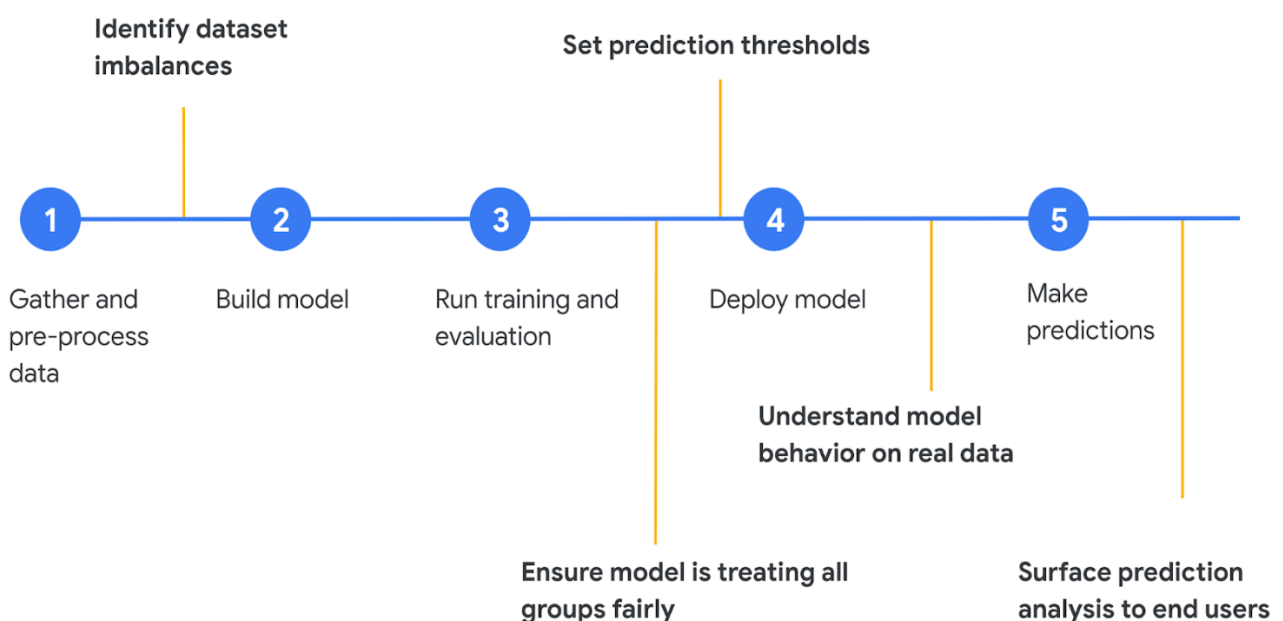 Identify dataset
imbalances
Set prediction thresholds
1
2
3
4
5
Gather and
pre-process
data
Build model
Run training and
evaluation
Deploy model
Make
predictions
Understand model
behavior on real data
Ensure model is treating all
groups fairly
Surface prediction
analysis to end users